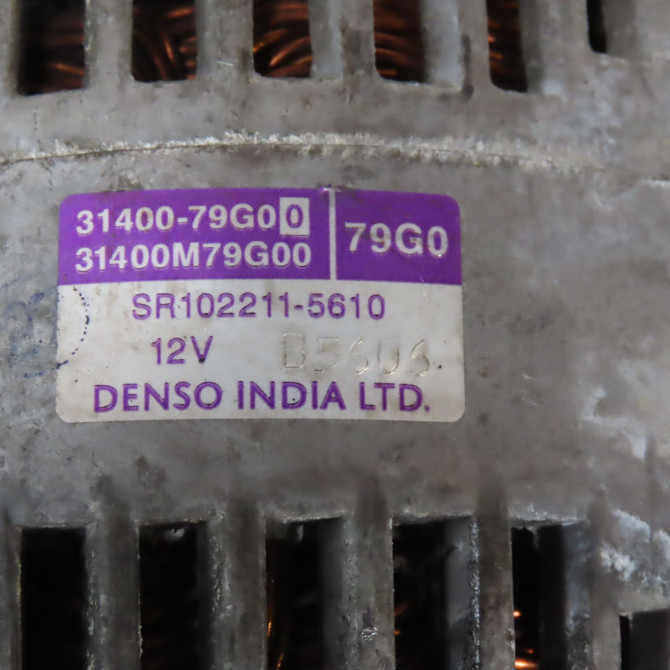 31400-79G00 79G0
31400M79G00
SR102211-5610
12V
DENSO INDIA LTD.